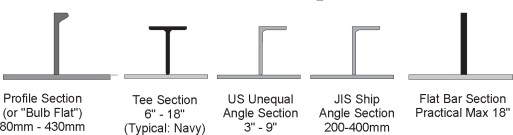 Profile Section
(or "Bulb Flat")
80mm - 430mm
Tee Section
6" - 18"
(Typical: Navy)
US Unequal
Angle Section
3" - 9"
JIS Ship
Angle Section
200-400mm
Flat Bar Section
Practical Max 18"